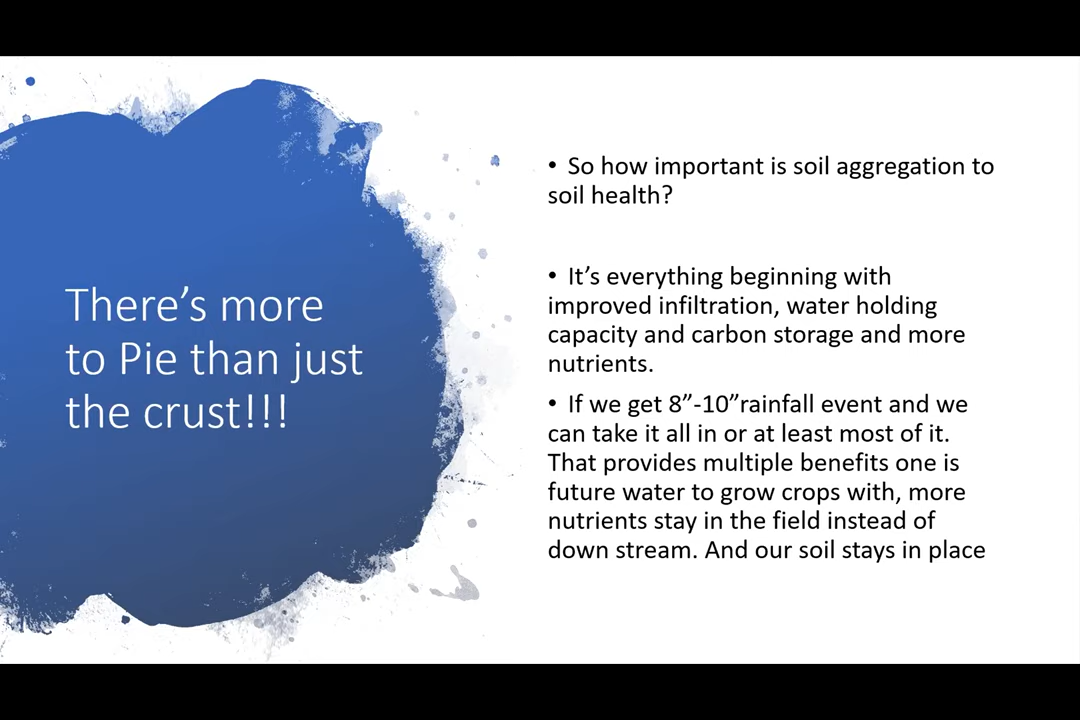 There’s more
to Pie than just
the crust!!!
• So how important is soil aggregation to
soil health?
• It’s everything beginning with
improved infiltration, water holding
capacity and carbon storage and more
nutrients.
• If we get 8”-10”rainfall event and we
can take it all in or at least most of it.
That provides multiple benefits one is
future water to grow crops with, more
nutrients stay in the field instead of
down stream. And our soil stays in place